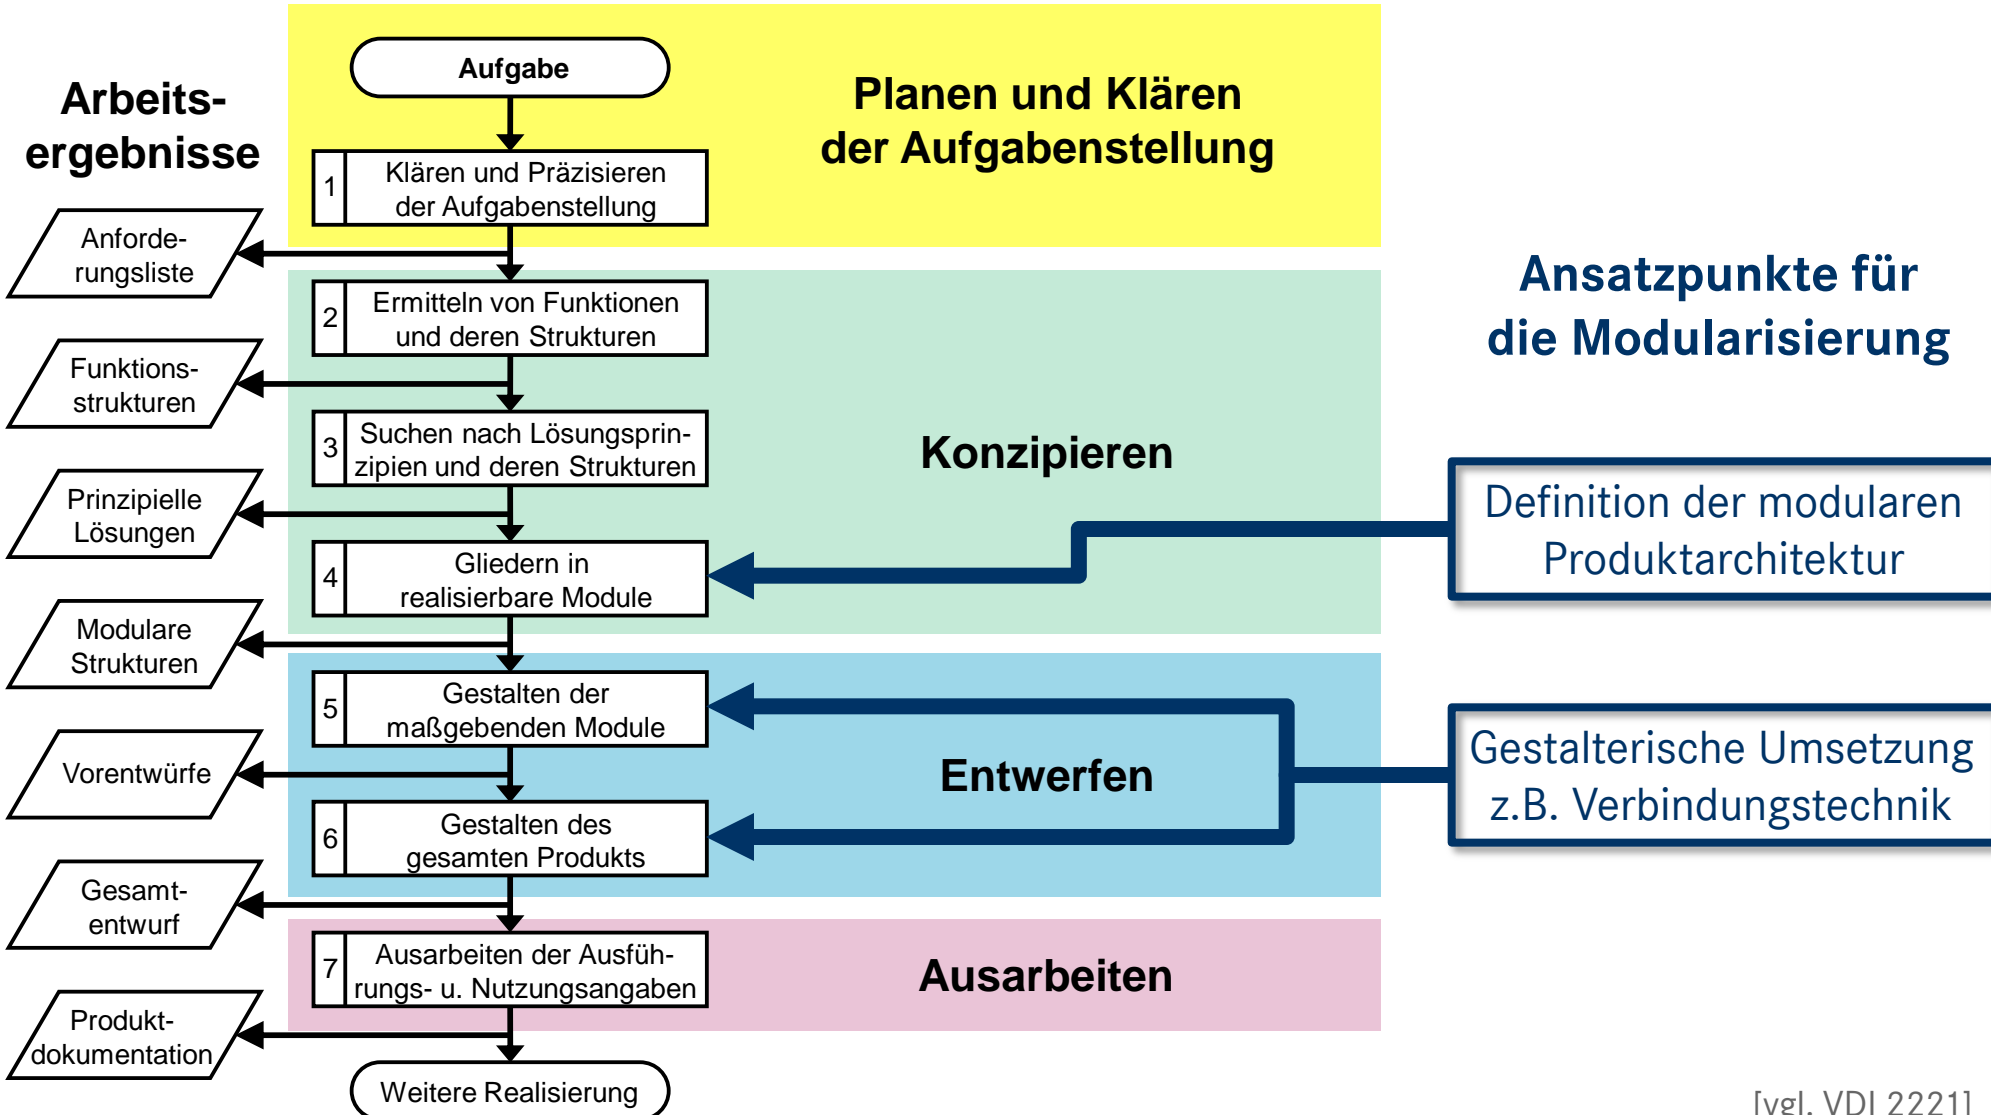 Arbeits-
ergebnisse
Aufgabe
Planen und Klären
der Aufgabenstellung
1
Klären und Präzisieren
der Aufgabenstellung
Anforde-
rungsliste
2
Ermitteln von Funktionen
und deren Strukturen
Funktions-
strukturen
3
Suchen nach Lösungsprin-
zipien und deren Strukturen
Konzipieren
Prinzipielle
Lösungen
4
Gliedern in
realisierbare Module
Modulare
Strukturen
5
Gestalten der
maßgebenden Module
Vorentwürfe
Entwerfen
6
Gestalten des
gesamten Produkts
Gesamt-
entwurf
7
Ausarbeiten der Ausfüh-
rungs- u. Nutzungsangaben
Ausarbeiten
Produkt-
dokumentation
Weitere Realisierung
Ansatzpunkte für
die Modularisierung
Definition der modularen
Produktarchitektur
Gestalterische Umsetzung
z.B. Verbindungstechnik
[vgl. VDI 2221]